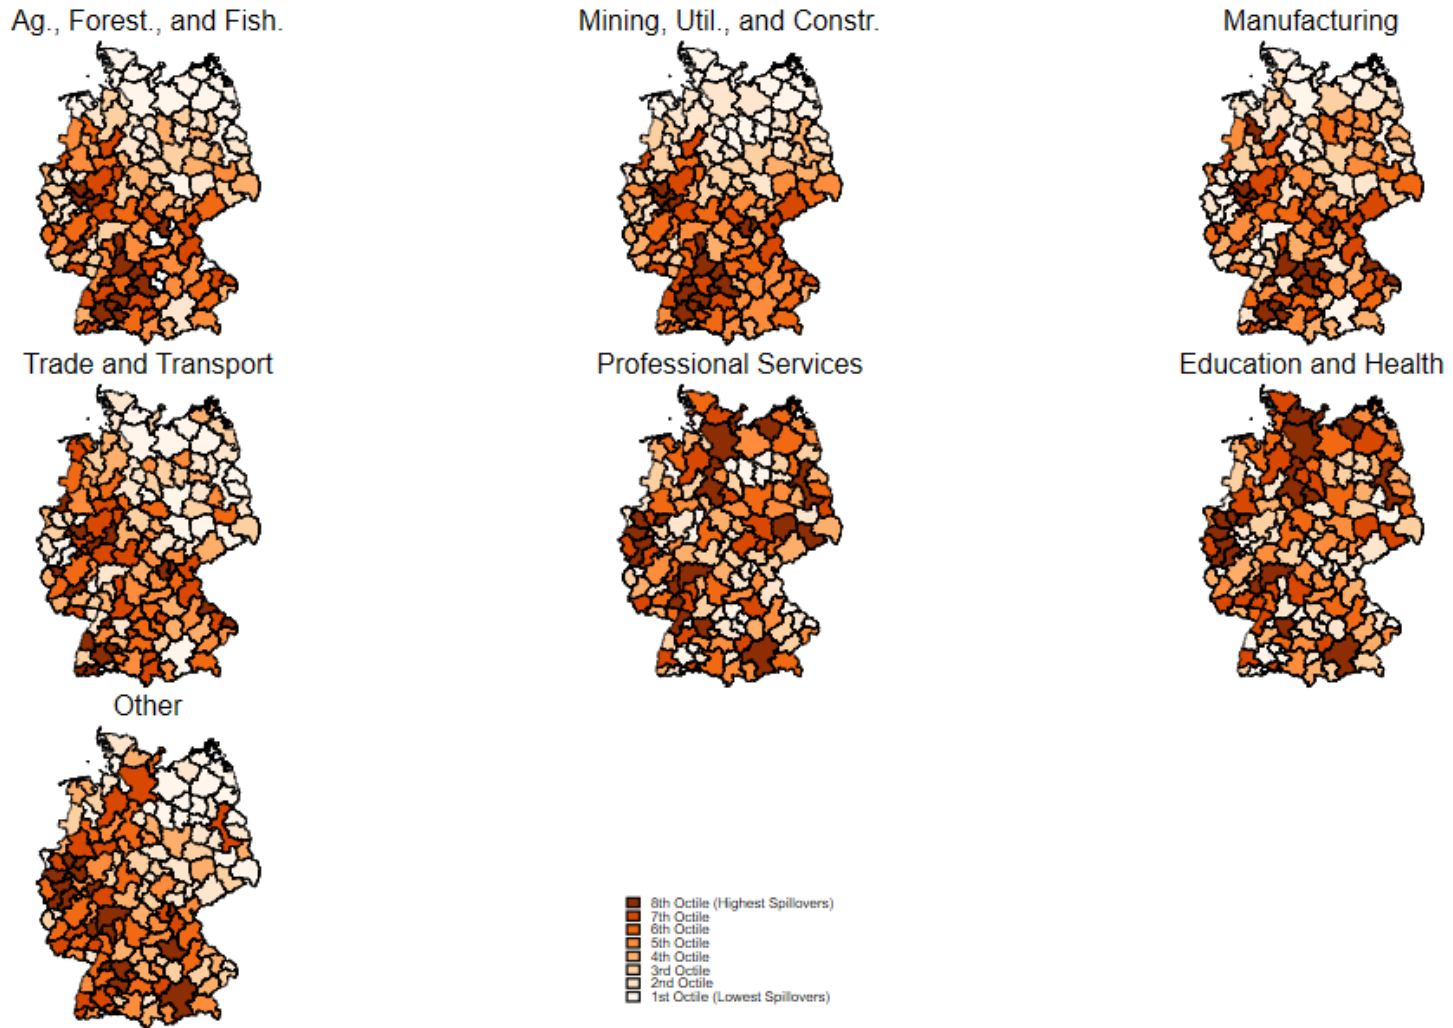 Ag., Forest., and Fish.
Mining, Util., and Constr.
Manufacturing
Trade and Transport
Professional Services
Education and Health
Other
8th Octile (Highest Spillovers)
7th Octile
6th Octile
5th Octile
4th Octile
3rd Octile
2nd Octile
1st Octile (Lowest Spillovers)